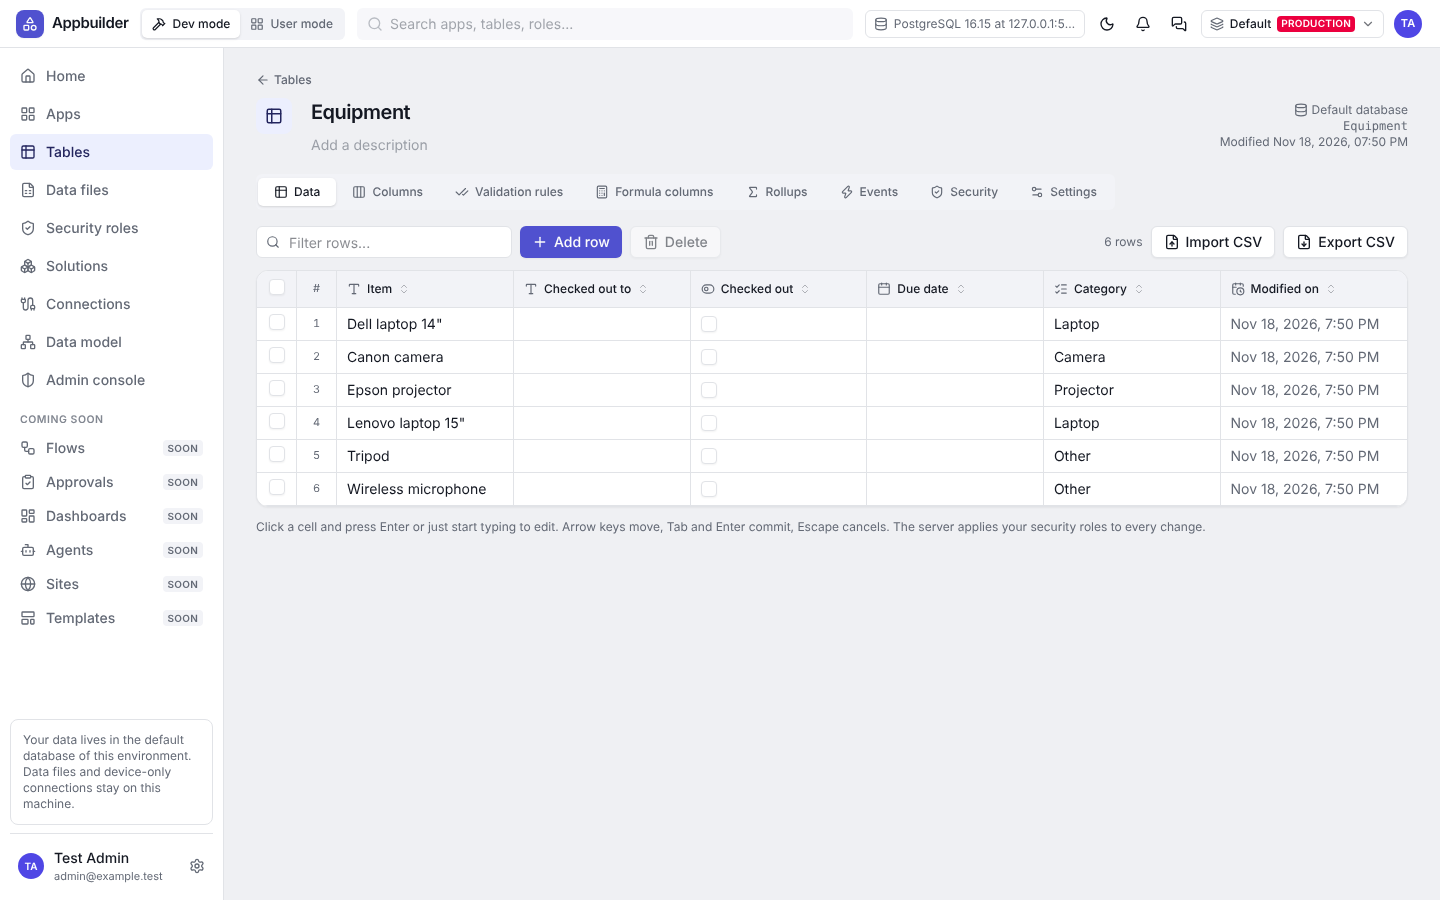 Appbuilder
Dev mode
User mode
Search apps, tables, roles...
PostgreSQL 16.15 at 127.0.0.1:5...
Default PRODUCTION
TA
Home
Apps
Tables
Data files
Security roles
Solutions
Connections
Data model
Admin console
COMING SOON
Flows SOON
Approvals SOON
Dashboards SOON
Agents SOON
Sites SOON
Templates SOON
Your data lives in the default
database of this environment.
Data files and device-only
connections stay on this
machine.
TA
Test Admin
admin@example.test
Tables
Equipment
Add a description
Default database
Equipment
Modified Nov 18, 2026, 07:50 PM
Data Columns Validation rules Formula columns Rollups Events Security Settings
Filter rows...
Add row
Delete
6 rows
Import CSV
Export CSV
# Item Checked out to Checked out Due date Category Modified on
1 Dell laptop 14" Laptop Nov 18, 2026, 7:50 PM
2 Canon camera Camera Nov 18, 2026, 7:50 PM
3 Epson projector Projector Nov 18, 2026, 7:50 PM
4 Lenovo laptop 15" Laptop Nov 18, 2026, 7:50 PM
5 Tripod Other Nov 18, 2026, 7:50 PM
6 Wireless microphone Other Nov 18, 2026, 7:50 PM
Click a cell and press Enter or just start typing to edit. Arrow keys move, Tab and Enter commit, Escape cancels. The server applies your security roles to every change.